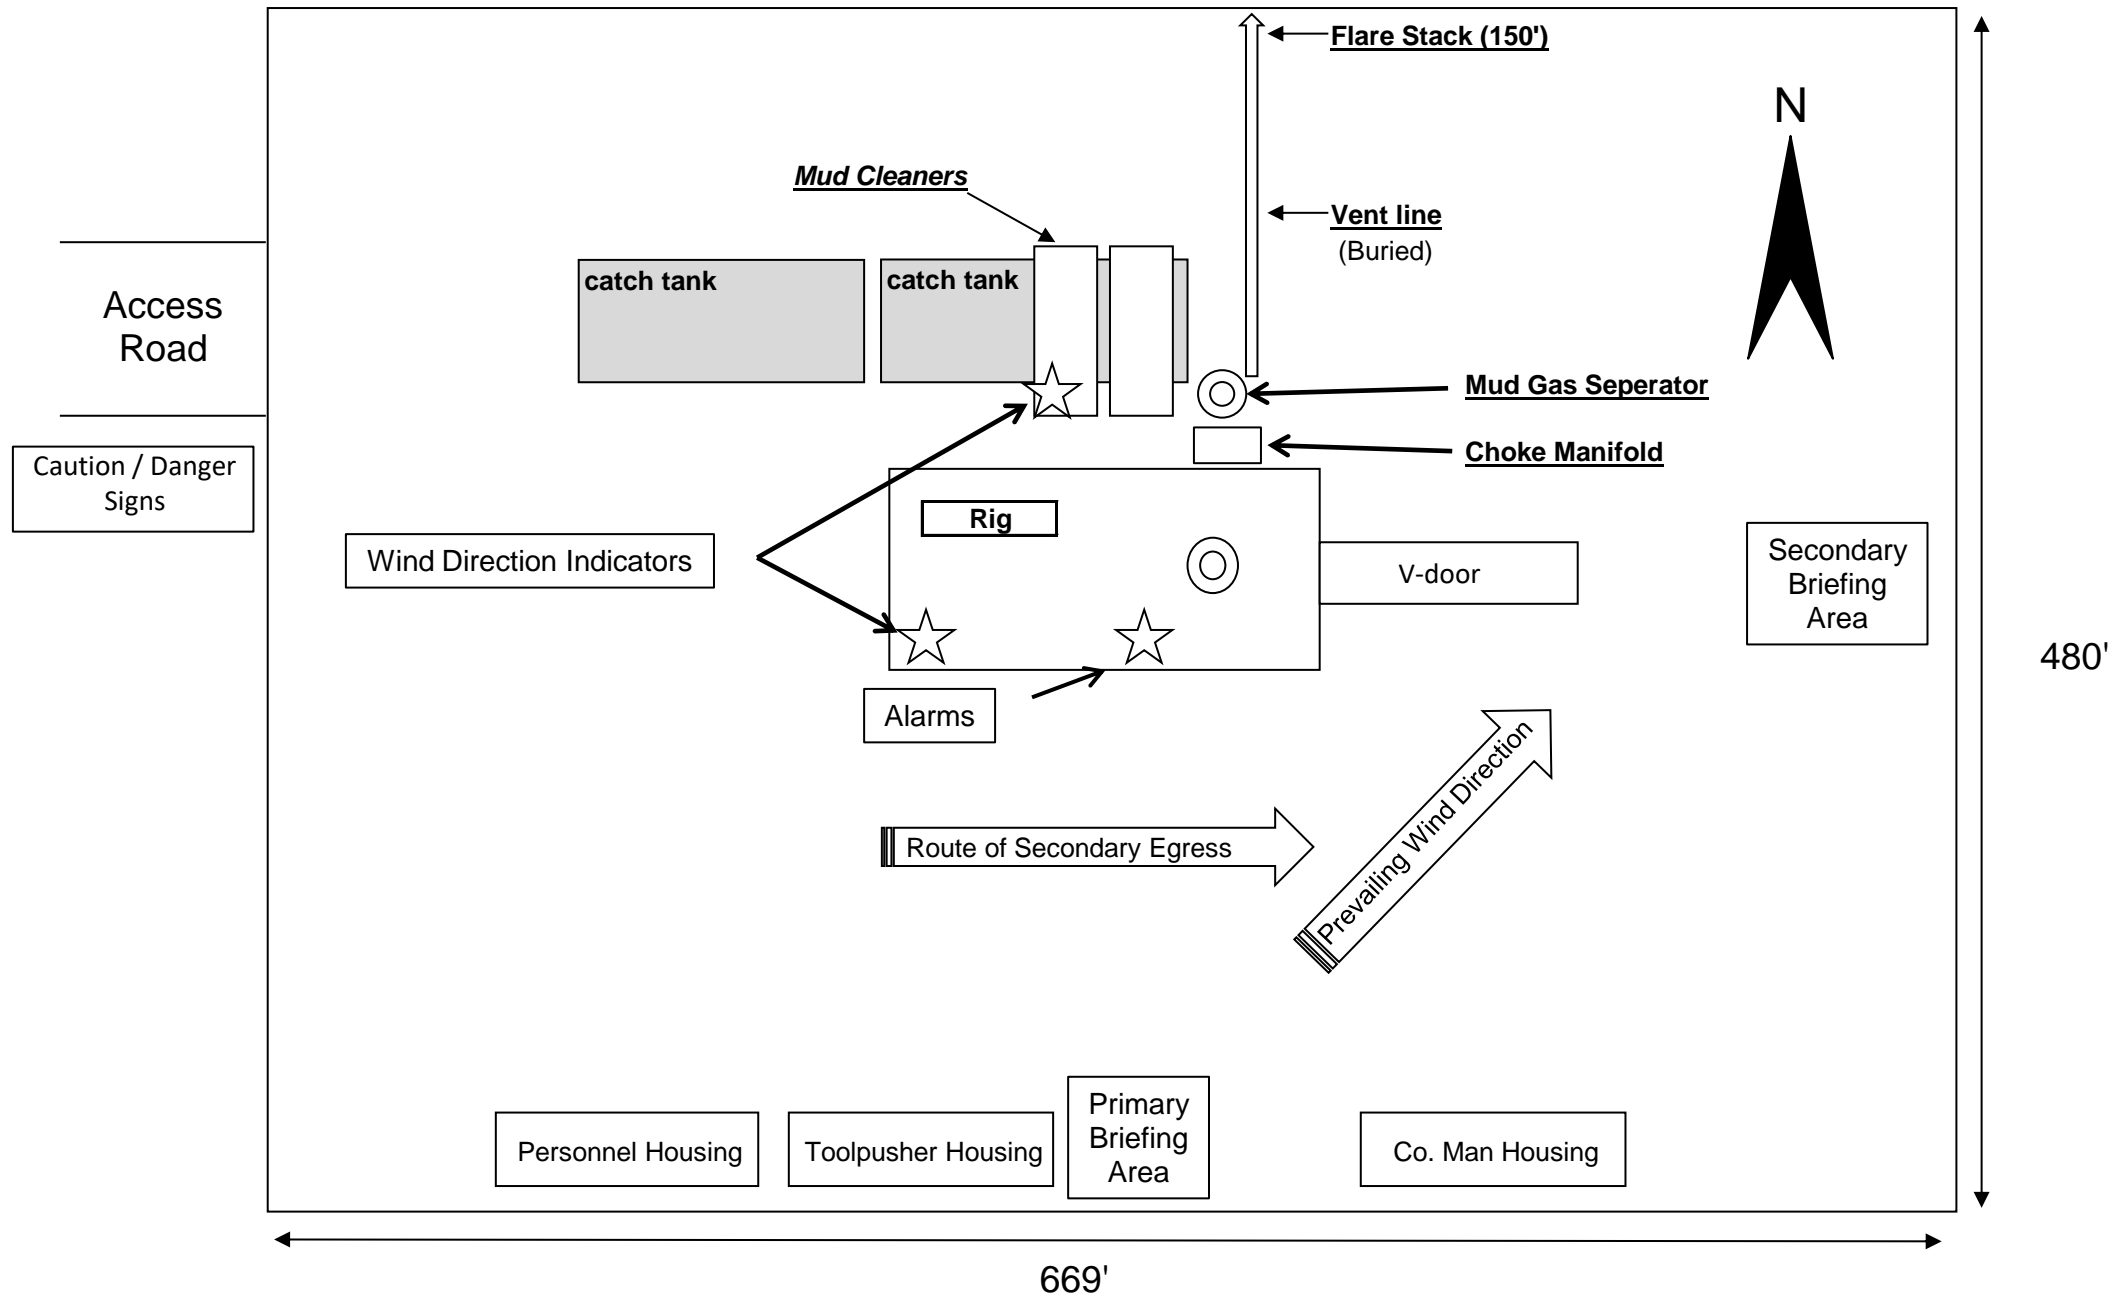 Flare Stack (150')
N
Mud Cleaners
Vent line
(Buried)
catch tank
catch tank
Access
Road
Mud Gas Seperator
Choke Manifold
Caution / Danger
Signs
Rig
Wind Direction Indicators
V-door
Secondary
Briefing
Area
480'
Alarms
Prevailing Wind Direction
Route of Secondary Egress
Primary
Briefing
Area
Personnel Housing
Toolpusher Housing
Co. Man Housing
669'